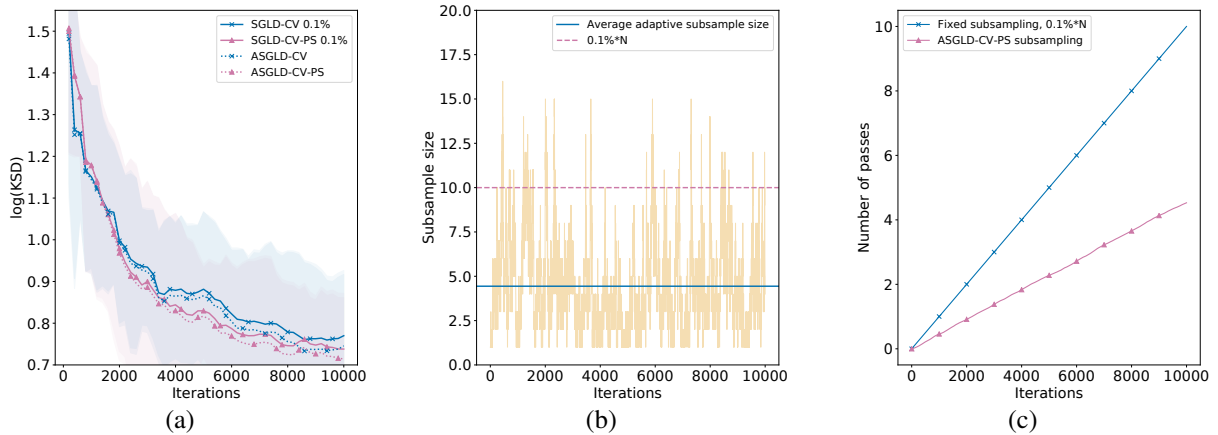 1.5
1.4
1.3
1.2
1.1
1.0
0.9
0.8
0.7
log(KSD)
0 2000 4000 6000 8000 10000
Iterations
SGLD-CV 0.1%
SGLD-CV-PS 0.1%
ASGLD-CV
ASGLD-CV-PS
(a)
20.0
17.5
15.0
12.5
10.0
7.5
5.0
2.5
0.0
Subsample size
0 2000 4000 6000 8000 10000
Iterations
Average adaptive subsample size
0.1%*N
(b)
10
8
6
4
2
0
Number of passes
0 2000 4000 6000 8000 10000
Iterations
Fixed subsampling, 0.1%*N
ASGLD-CV-PS subsampling
(c)